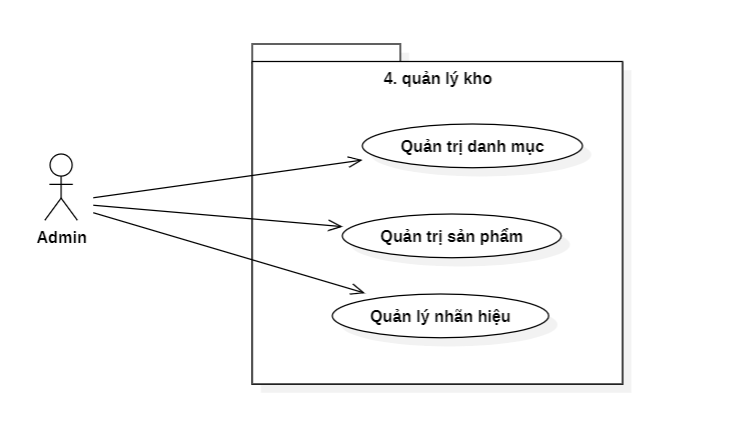 4. quản lý kho
Quản trị danh mục
Admin
Quản trị sản phẩm
Quản lý nhãn hiệu